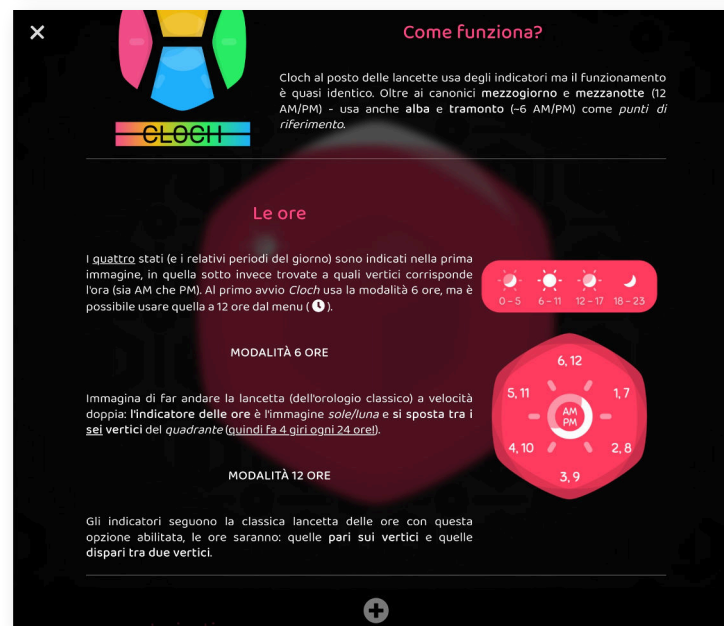 Come funziona?
Cloch al posto delle lancette usa degli indicatori ma il funzionamento
è quasi identico. Oltre ai canonici mezzogiorno e mezzanotte (12
AM/PM) - usa anche alba e tramonto (~6 AM/PM) come punti di
riferimento.
CLOCH
Le ore
I quattro stati (e i relativi periodi del giorno) sono indicati nella prima
immagine, in quella sotto invece trovate a quali vertici corrisponde
l'ora (sia AM che PM). Al primo avvio Cloch usa la modalità 6 ore, ma è
possibile usare quella a 12 ore dal menu ( ).
0 – 5 6 – 11 12 – 17 18 – 23
MODALITÀ 6 ORE
Immagina di far andare la lancetta (dell'orologio classico) a velocità
doppia: l'indicatore delle ore è l'immagine sole/luna e si sposta tra i
sei vertici del quadrante (quindi fa 4 giri ogni 24 ore!).
6, 12
5, 11 1, 7
AM
PM
4, 10 2, 8
3, 9
MODALITÀ 12 ORE
Gli indicatori seguono la classica lancetta delle ore con questa
opzione abilitata, le ore saranno: quelle pari sui vertici e quelle
dispari tra due vertici.